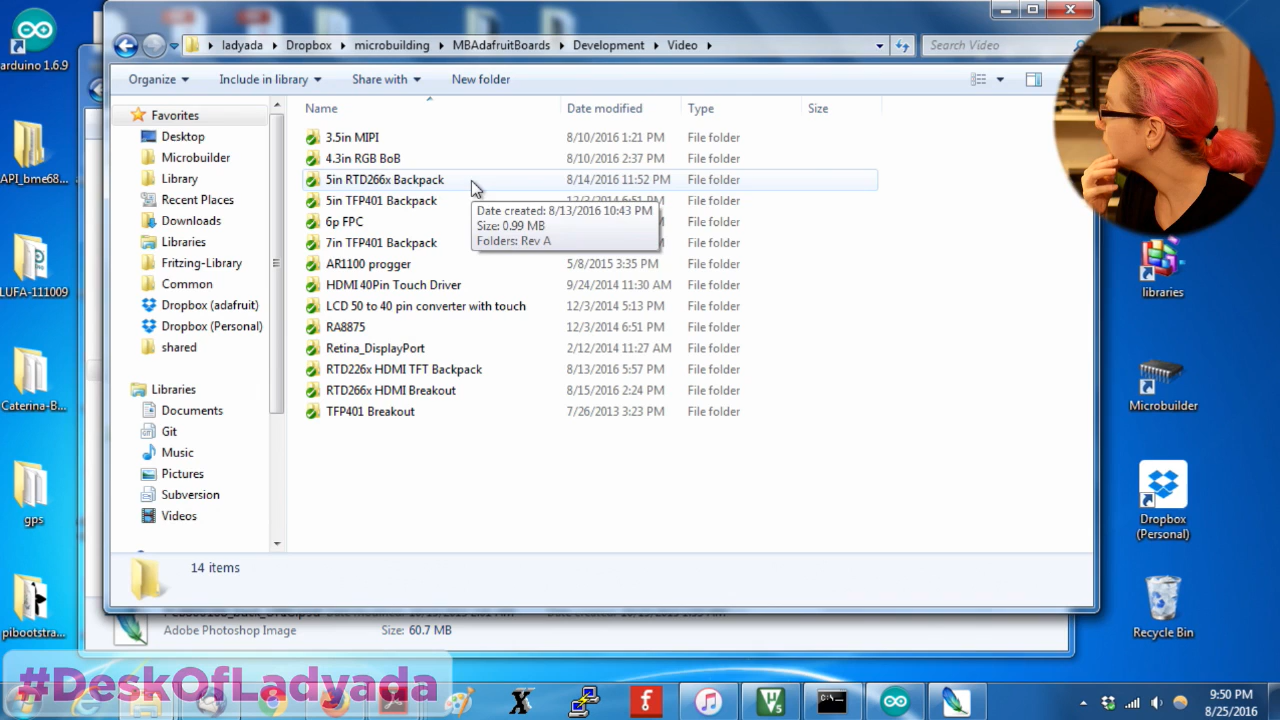 arduino 1.6.9
API_bme68...
LUFA-111009
Caterina-B...
gps
pibootstra...
ladyada
Dropbox
microbuilding
MBAdafruitBoards
Development
Video
Search Video
Organize
Include in library
Share with
New folder
Name
Date modified
Type
Size
Favorites
Desktop
Microbuilder
Library
Recent Places
Downloads
Libraries
Fritzing-Library
Common
Dropbox (adafruit)
Dropbox (Personal)
shared
Libraries
Documents
Git
Music
Pictures
Subversion
Videos
3.5in MIPI 8/10/2016 1:21 PM File folder
4.3in RGB BoB 8/10/2016 2:37 PM File folder
5in RTD266x Backpack 8/14/2016 11:52 PM File folder
5in TFP401 Backpack 12/3/2014 6:51 PM File folder
6p FPC File folder
7in TFP401 Backpack File folder
AR1100 progger 5/8/2015 3:35 PM File folder
HDMI 40Pin Touch Driver 9/24/2014 11:30 AM File folder
LCD 50 to 40 pin converter with touch 12/3/2014 5:13 PM File folder
RA8875 12/3/2014 6:51 PM File folder
Retina_DisplayPort 2/12/2014 11:27 AM File folder
RTD226x HDMI TFT Backpack 8/13/2016 5:57 PM File folder
RTD266x HDMI Breakout 8/15/2016 2:24 PM File folder
TFP401 Breakout 7/26/2013 3:23 PM File folder
Date created: 8/13/2016 10:43 PM
Size: 0.99 MB
Folders: Rev A
14 items
Adobe Photoshop Image
Size: 60.7 MB
libraries
Microbuilder
Dropbox
(Personal)
Recycle Bin
#DeskOfLadyada
9:50 PM
8/25/2016